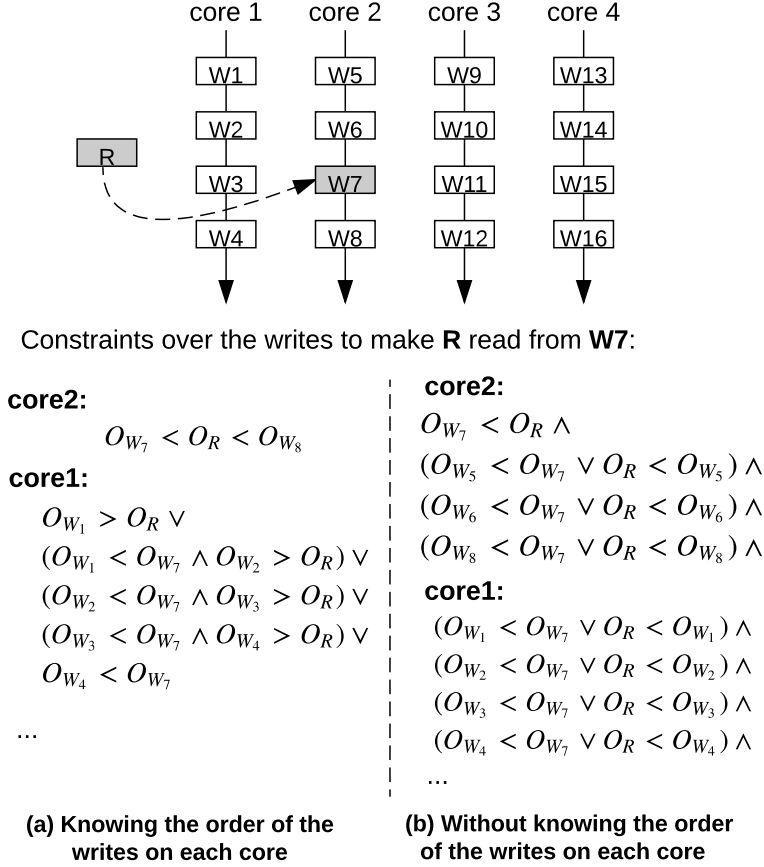 core 1 core 2 core 3 core 4
W1 W5 W9 W13
W2 W6 W10 W14
R
W3 W7 W11 W15
W4 W8 W12 W16
Constraints over the writes to make R read from W7:
core2:
O_{W_7} < O_R < O_{W_8}
core1:
O_{W_1} > O_R ∨
(O_{W_1} < O_{W_7} ∧ O_{W_2} > O_R) ∨
(O_{W_2} < O_{W_7} ∧ O_{W_3} > O_R) ∨
(O_{W_3} < O_{W_7} ∧ O_{W_4} > O_R) ∨
O_{W_4} < O_{W_7}
...
(a) Knowing the order of the
writes on each core
core2:
O_{W_7} < O_R ∧
(O_{W_5} < O_{W_7} ∨ O_R < O_{W_5}) ∧
(O_{W_6} < O_{W_7} ∨ O_R < O_{W_6}) ∧
(O_{W_8} < O_{W_7} ∨ O_R < O_{W_8}) ∧
core1:
(O_{W_1} < O_{W_7} ∨ O_R < O_{W_1}) ∧
(O_{W_2} < O_{W_7} ∨ O_R < O_{W_2}) ∧
(O_{W_3} < O_{W_7} ∨ O_R < O_{W_3}) ∧
(O_{W_4} < O_{W_7} ∨ O_R < O_{W_4}) ∧
...
(b) Without knowing the order
of the writes on each core